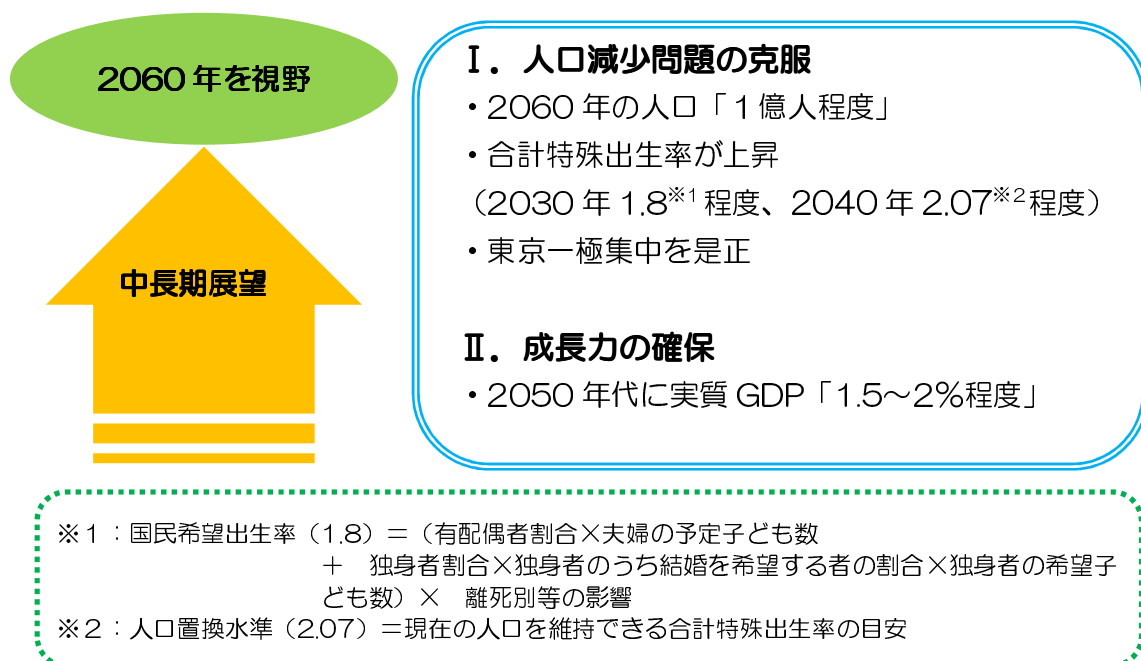 2060 年を視野
中長期展望
Ⅰ．人口減少問題の克服
・2060 年の人口「１億人程度」
・合計特殊出生率が上昇
（2030 年 1.8※1 程度、2040 年 2.07※2程度）
・東京一極集中を是正
Ⅱ．成長力の確保
・2050 年代に実質 GDP「1.5～2%程度」
※１：国民希望出生率（1.8）＝（有配偶者割合×夫婦の予定子ども数
＋　独身者割合×独身者のうち結婚を希望する者の割合×独身者の希望子
ども数）×　離死別等の影響
※２：人口置換水準（2.07）＝現在の人口を維持できる合計特殊出生率の目安